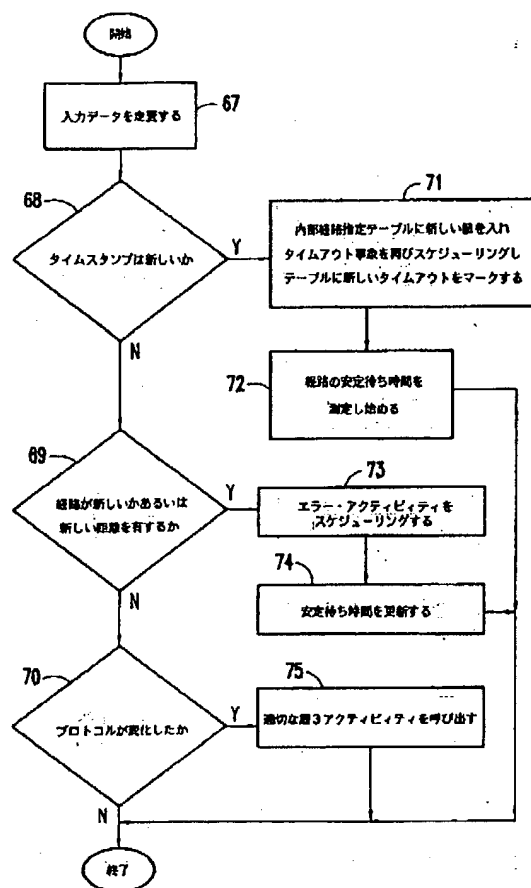 開始
入力データを走査する
67
68
タイムスタンプは新しいか
Y
N
71
内部経路指定テーブルに新しい値を入れ
タイムアウト事象を再びスケジューリングし
テーブルに新しいタイムアウトをマークする
72
経路の安定待ち時間を
測定し始める
69
経路が新しいかあるいは
新しい距離を有するか
Y
N
73
エラー・アクティビティを
スケジューリングする
74
安定待ち時間を更新する
70
プロトコルが変化したか
Y
N
75
適切な層3アクティビティを呼び出す
終了